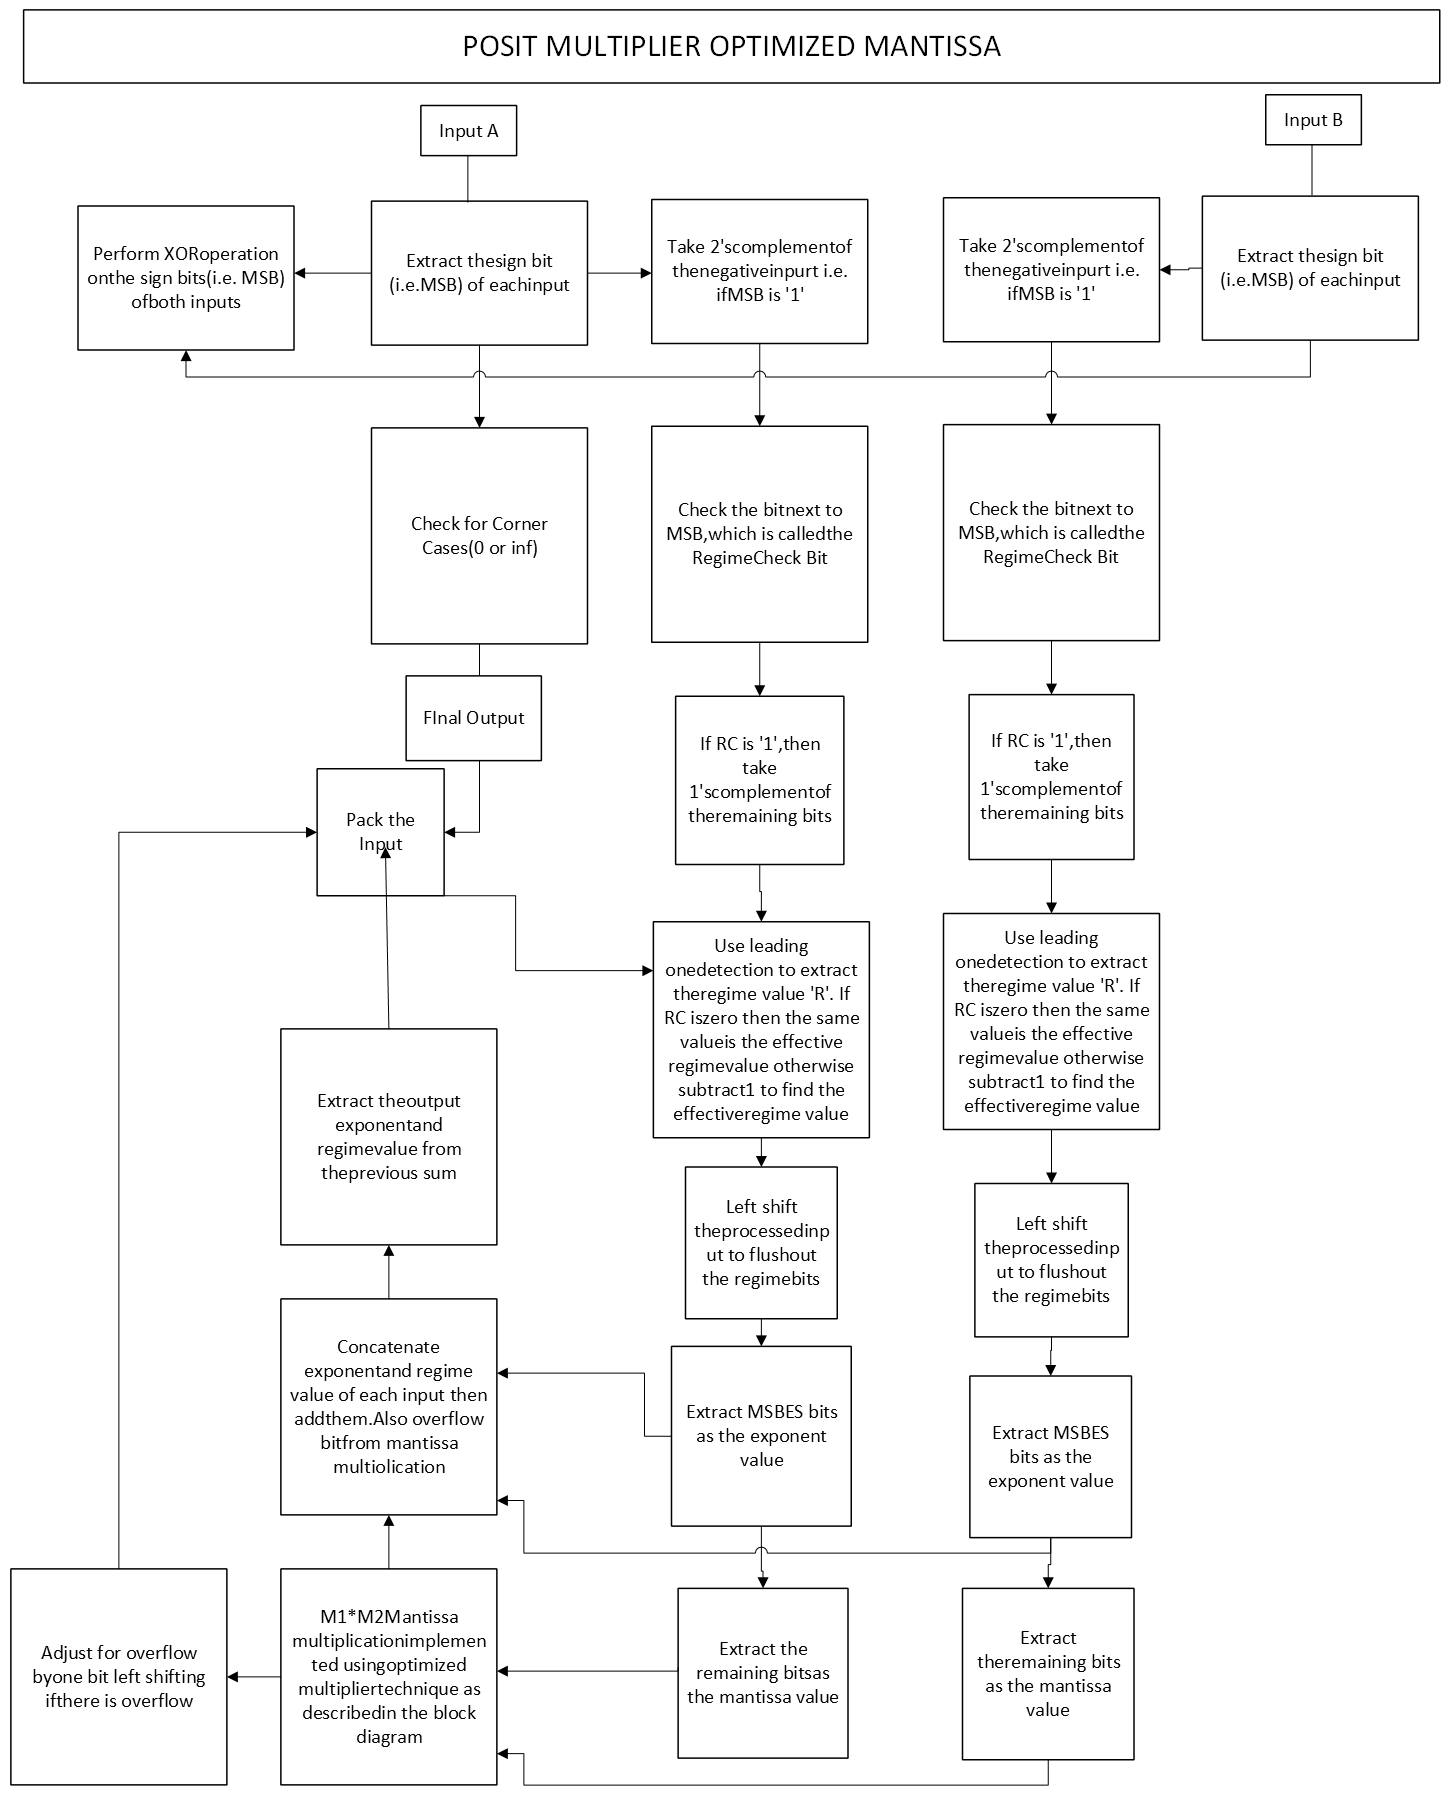 POSIT MULTIPLIER OPTIMIZED MANTISSA
Input A
Input B
Perform XORoperation
onthe sign bits(i.e. MSB)
ofboth inputs
Extract thesign bit
(i.e.MSB) of eachinput
Take 2'scomplementof
thenegativeinpurt i.e.
ifMSB is '1'
Take 2'scomplementof
thenegativeinpurt i.e.
ifMSB is '1'
Extract thesign bit
(i.e.MSB) of eachinput
Check for Corner
Cases(0 or inf)
Check the bitnext to
MSB,which is calledthe
RegimeCheck Bit
Check the bitnext to
MSB,which is calledthe
RegimeCheck Bit
FInal Output
If RC is '1',then
take
1'scomplementof
theremaining bits
If RC is '1',then
take
1'scomplementof
theremaining bits
Pack the
Input
Use leading
onedetection to extract
theregime value 'R'. If
RC iszero then the same
valueis the effective
regimevalue otherwise
subtract1 to find the
effectiveregime value
Use leading
onedetection to extract
theregime value 'R'. If
RC iszero then the same
valueis the effective
regimevalue otherwise
subtract1 to find the
effectiveregime value
Extract theoutput
exponentand
regimevalue from
theprevious sum
Left shift
theprocessedinp
ut to flushout
the regimebits
Left shift
theprocessedinp
ut to flushout
the regimebits
Concatenate
exponentand regime
value of each input then
addthem.Also overflow
bitfrom mantissa
multiolication
Extract MSBES bits
as the exponent
value
Extract MSBES
bits as the
exponent value
Adjust for overflow
byone bit left shifting
ifthere is overflow
M1*M2Mantissa
multiplicationimplemen
ted usingoptimized
multipliertechnique as
describedin the block
diagram
Extract the
remaining bitsas
the mantissa value
Extract
theremaining bits
as the mantissa
value